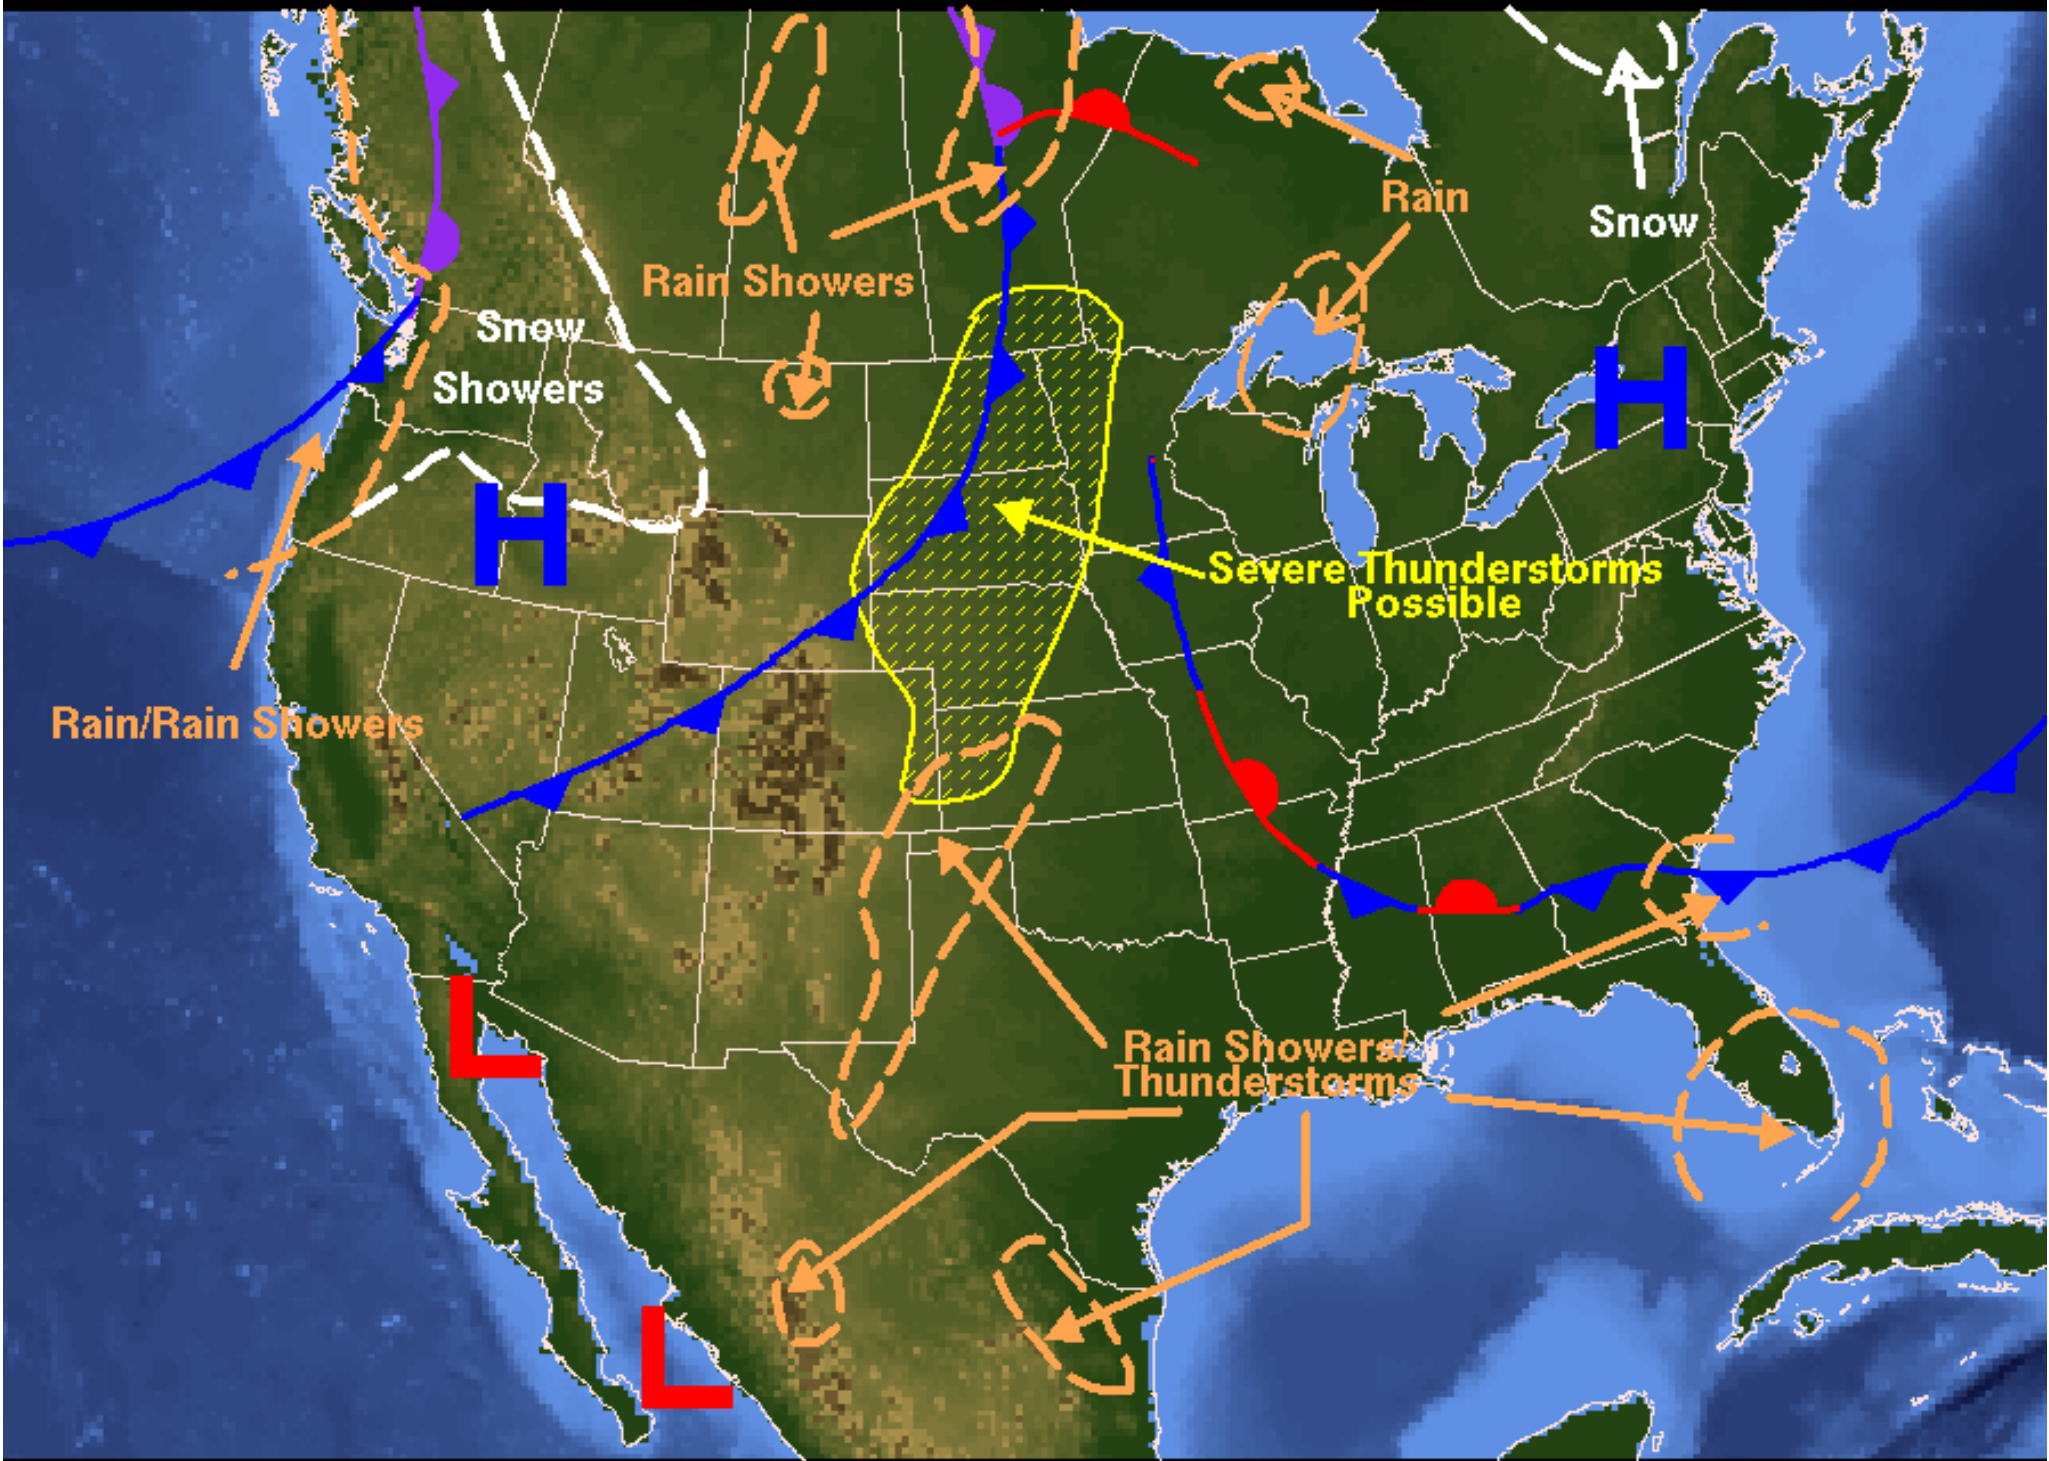 Rain
Snow
Rain Showers
Snow
Showers
H
H
Severe Thunderstorms
Possible
Rain/Rain Showers
L
Rain Showers/
Thunderstorms
L